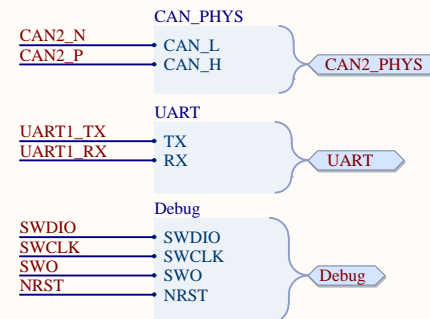 CAN_PHYS
CAN2_N CAN_L
CAN2_P CAN_H CAN2_PHYS
UART
UART1_TX TX
UART1_RX RX UART
Debug
SWDIO SWDIO
SWCLK SWCLK
SWO SWO Debug
NRST NRST